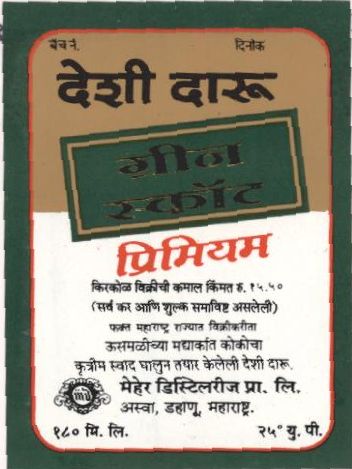 बॅच नं. दिनांक
देशी दारू
ग्रीन
स्कॉट
प्रिमियम
किरकोळ विक्रीची कमाल किंमत रु. १५.५०
(सर्व कर आणि शुल्क समाविष्ट असलेली)
फक्त महाराष्ट्र राज्यात विक्रीकरीता
ऊसमळीच्या मद्यार्कात कोकीचा
कृत्रीम स्वाद घालुन तयार केलेली देशी दारू.
मेहेर डिस्टिलरीज प्रा. लि.
अस्वा, डहाणू, महाराष्ट्र.
१८० मि. लि. २५° यु. पी.